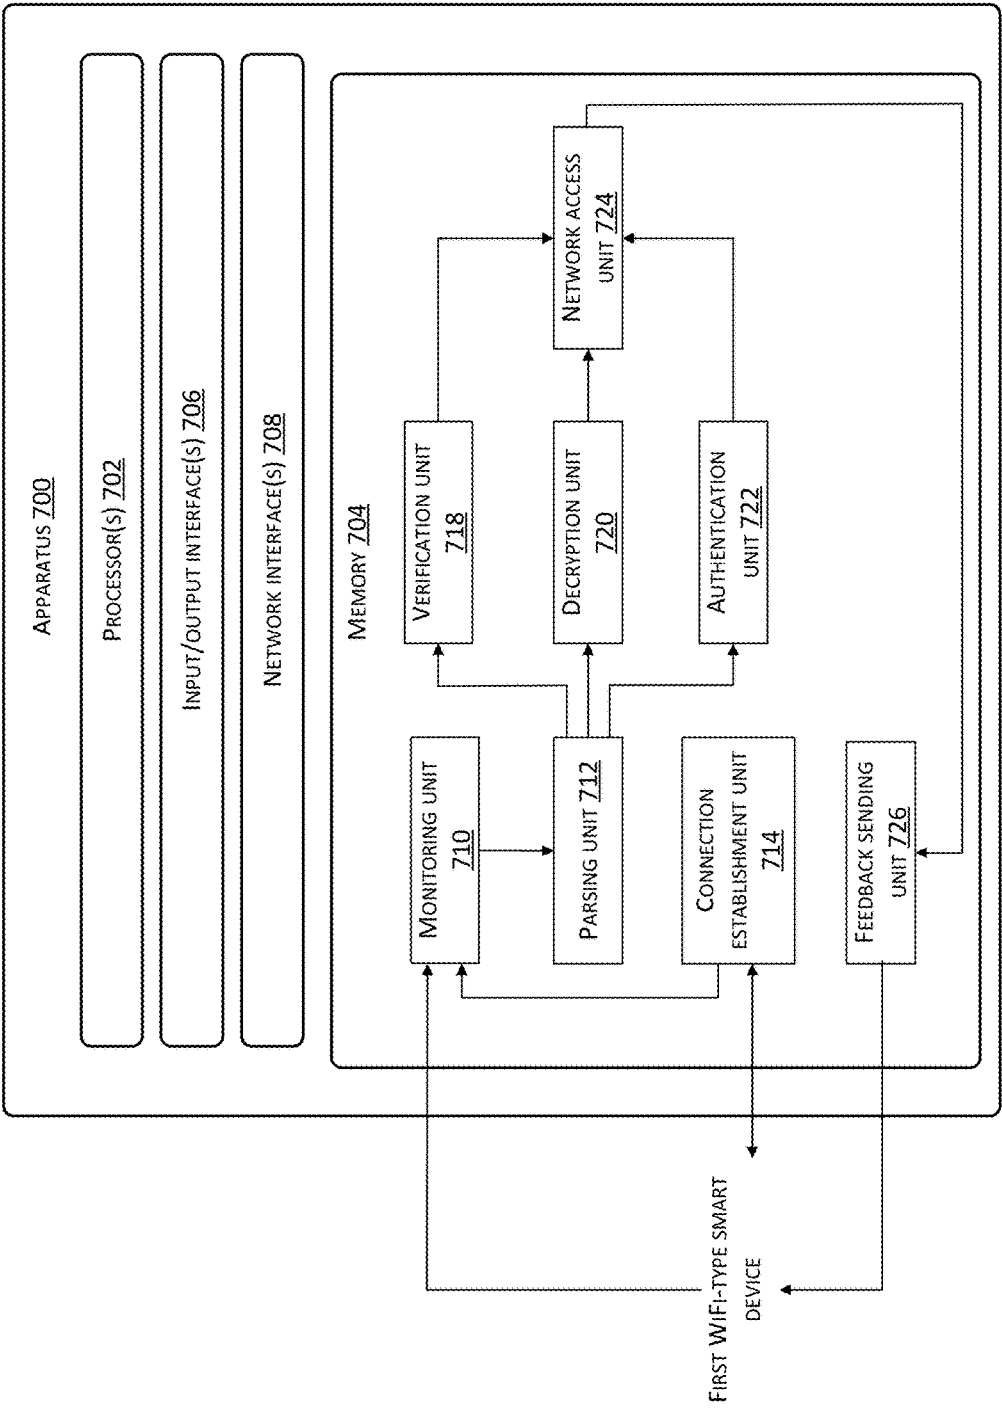 APPARATUS 700
PROCESSOR(S) 702
INPUT/OUTPUT INTERFACE(S) 706
NETWORK INTERFACE(S) 708
MEMORY 704
MONITORING UNIT
710
VERIFICATION UNIT
718
PARSING UNIT 712
DECRYPTION UNIT
720
NETWORK ACCESS
UNIT 724
CONNECTION
ESTABLISHMENT UNIT
714
AUTHENTICATION
UNIT 722
FEEDBACK SENDING
UNIT 726
FIRST WIFI-TYPE SMART
DEVICE